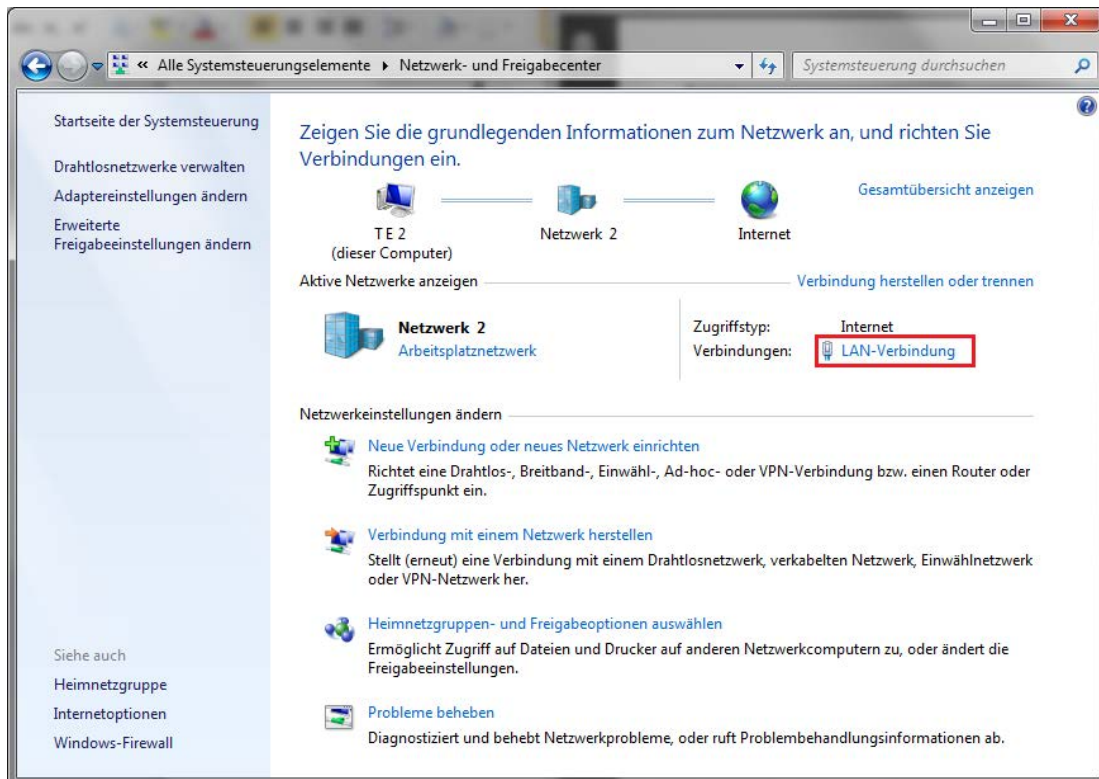 « Alle Systemsteuerungselemente ▸ Netzwerk- und Freigabecenter
Systemsteuerung durchsuchen
Startseite der Systemsteuerung
Drahtlosnetzwerke verwalten
Adaptereinstellungen ändern
Erweiterte
Freigabeeinstellungen ändern
Zeigen Sie die grundlegenden Informationen zum Netzwerk an, und richten Sie
Verbindungen ein.
Gesamtübersicht anzeigen
T E 2
(dieser Computer)
Netzwerk 2
Internet
Aktive Netzwerke anzeigen
Verbindung herstellen oder trennen
Netzwerk 2
Arbeitsplatznetzwerk
Zugriffstyp: Internet
Verbindungen: LAN-Verbindung
Netzwerkeinstellungen ändern
Neue Verbindung oder neues Netzwerk einrichten
Richtet eine Drahtlos-, Breitband-, Einwähl-, Ad-hoc- oder VPN-Verbindung bzw. einen Router oder
Zugriffspunkt ein.
Verbindung mit einem Netzwerk herstellen
Stellt (erneut) eine Verbindung mit einem Drahtlosnetzwerk, verkabelten Netzwerk, Einwählnetzwerk
oder VPN-Netzwerk her.
Heimnetzgruppen- und Freigabeoptionen auswählen
Ermöglicht Zugriff auf Dateien und Drucker auf anderen Netzwerkcomputern zu, oder ändert die
Freigabeeinstellungen.
Probleme beheben
Diagnostiziert und behebt Netzwerkprobleme, oder ruft Problembehandlungsinformationen ab.
Siehe auch
Heimnetzgruppe
Internetoptionen
Windows-Firewall